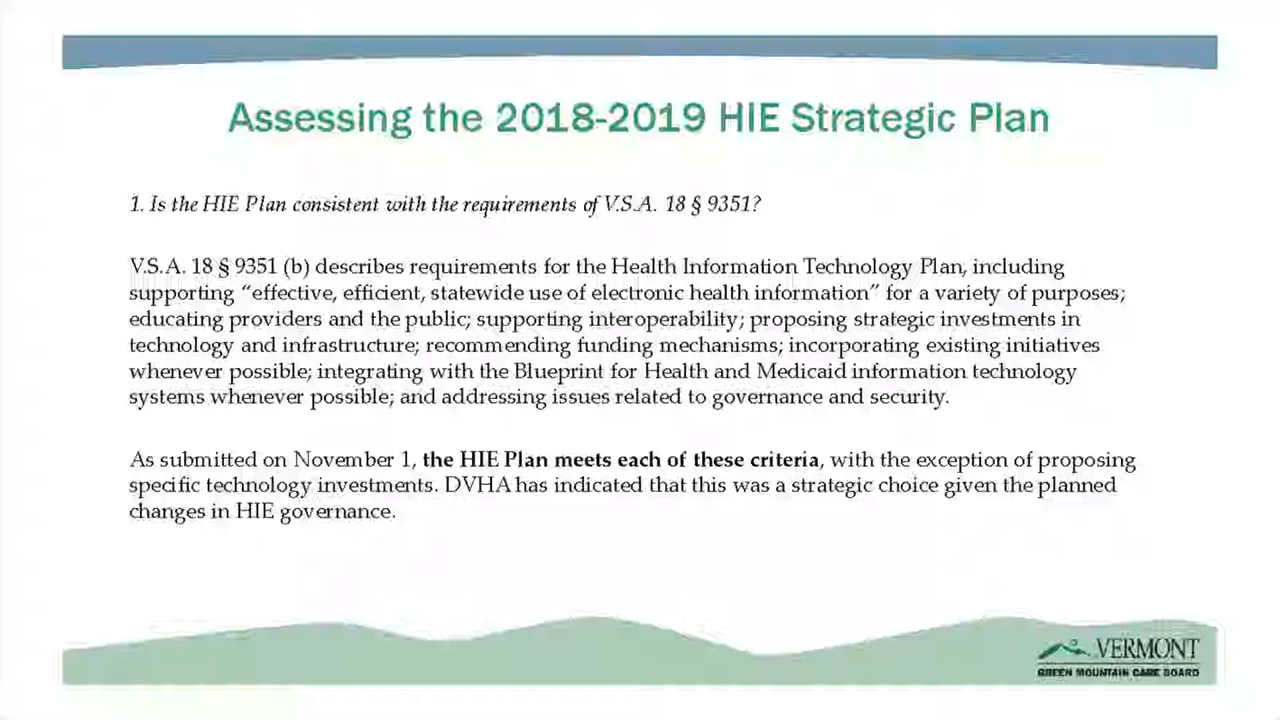 Assessing the 2018-2019 HIE Strategic Plan
1. Is the HIE Plan consistent with the requirements of V.S.A. 18 § 9351?
V.S.A. 18 § 9351 (b) describes requirements for the Health Information Technology Plan, including
supporting “effective, efficient, statewide use of electronic health information” for a variety of purposes;
educating providers and the public; supporting interoperability; proposing strategic investments in
technology and infrastructure; recommending funding mechanisms; incorporating existing initiatives
whenever possible; integrating with the Blueprint for Health and Medicaid information technology
systems whenever possible; and addressing issues related to governance and security.
As submitted on November 1, the HIE Plan meets each of these criteria, with the exception of proposing
specific technology investments. DVHA has indicated that this was a strategic choice given the planned
changes in HIE governance.
VERMONT
GREEN MOUNTAIN CARE BOARD